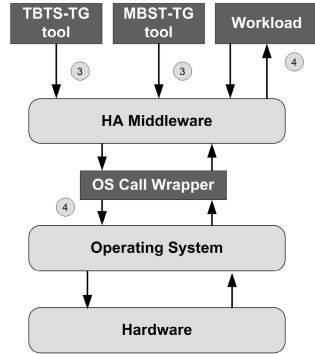 TBTS-TG
tool
MBST-TG
tool
Workload
3
3
4
HA Middleware
OS Call Wrapper
4
Operating System
Hardware